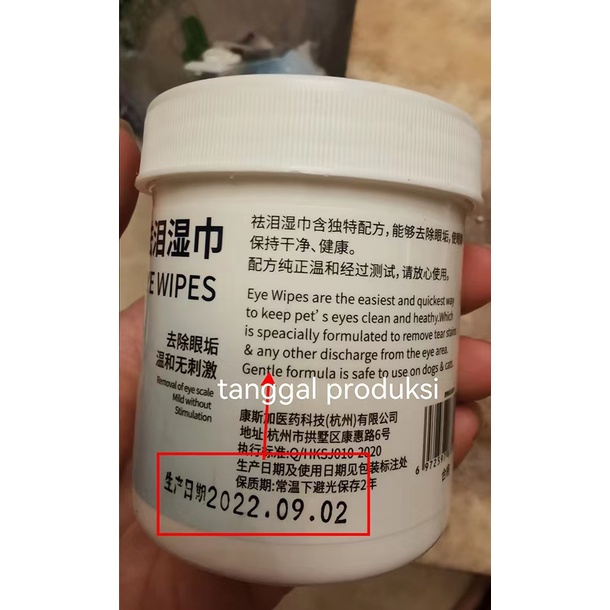 泪湿巾
WIPES
去除眼垢
温和无刺激
Removal of eye scale
Mild without
Stimulation
祛泪湿巾含独特配方,能够去除眼垢,使眼
保持干净、健康。
配方纯正温和经过测试,请放心使用。
Eye Wipes are the easiest and quickest way
to keep pet's eyes clean and heathy.Which
is speacially formulated to remove tear stains
& any other discharge from the eye area.
Gentle formula is safe to use on dogs & cats.
tanggal produksi
康斯加医药科技(杭州)有限公司
地址:杭州市拱墅区康惠路6号
执行标准:Q/HKSJ018-2020
生产日期及使用日期见包装标注处
保质期:常温下避光保存2年
生产日期2022.09.02